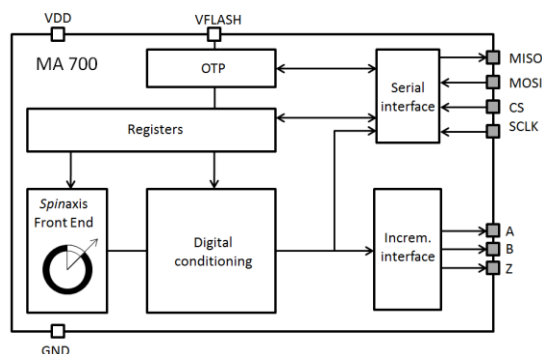 VDD
VFLASH
MA 700
OTP
Serial
interface
MISO
MOSI
CS
SCLK
Registers
Spinaxis
Front End
Digital
conditioning
Increm.
interface
A
B
Z
GND